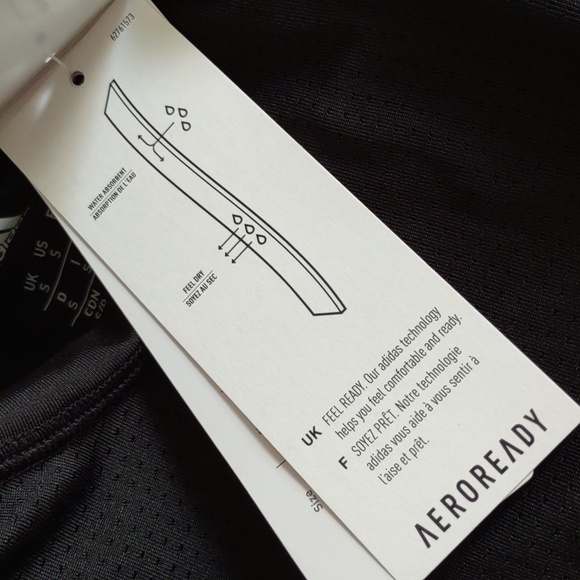 62761573
WATER ABSORBENT
ABSORPTION DE L'EAU
FEEL DRY
SOYEZ AU SEC
UK FEEL READY. Our adidas technology
helps you feel comfortable and ready.
F SOYEZ PRÊT. Notre technologie
adidas vous aide à vous sentir à
l'aise et prêt.
AEROREADY
Size
UK US
S S
D I
S S
CDN